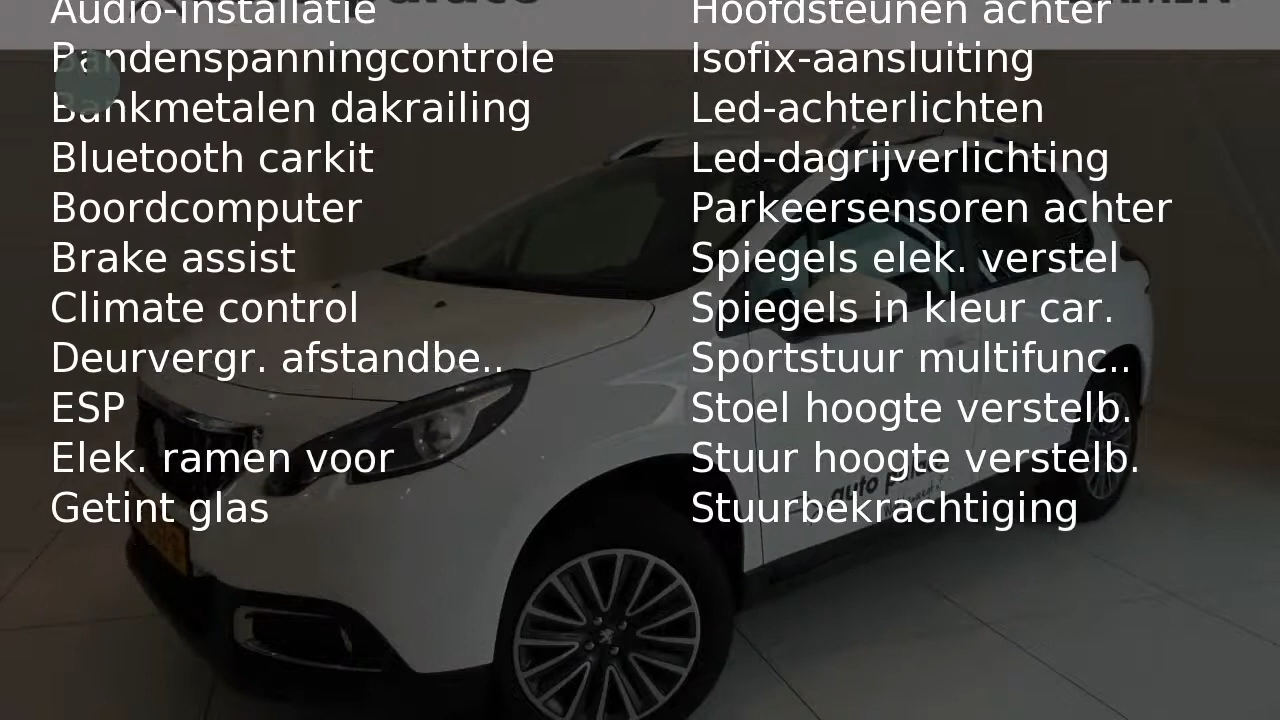 Audio-installatie
Bandenspanningcontrole
Bankmetalen dakrailing
Bluetooth carkit
Boordcomputer
Brake assist
Climate control
Deurvergr. afstandbe..
ESP
Elek. ramen voor
Getint glas
Hoofdsteunen achter
Isofix-aansluiting
Led-achterlichten
Led-dagrijverlichting
Parkeersensoren achter
Spiegels elek. verstel
Spiegels in kleur car.
Sportstuur multifunc..
Stoel hoogte verstelb.
Stuur hoogte verstelb.
Stuurbekrachtiging
auto